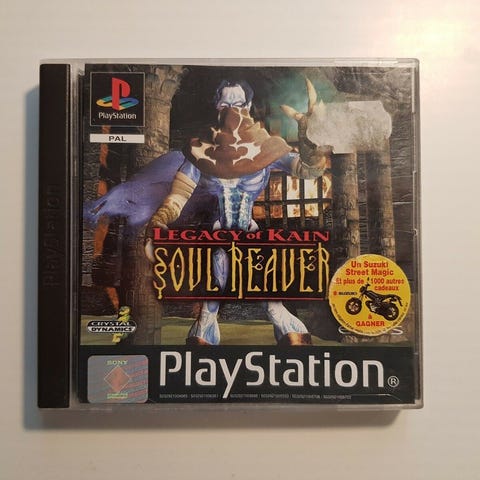 PlayStation
PAL
LEGACY of KAIN
SOUL REAVER
Un Suzuki
Street Magic
Et plus de 1000 autres
cadeaux
SUZUKI
à
GAGNER
CRYSTAL
DYNAMICS
SONY
PlayStation®
PlayStation